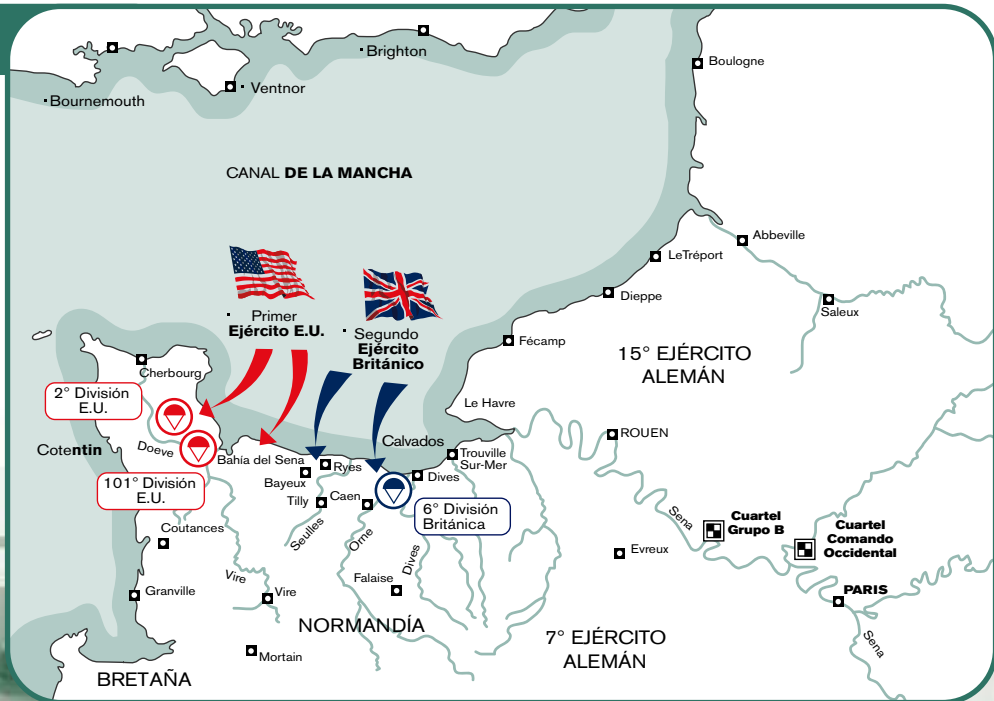 Brighton
Boulogne
Ventnor
Bournemouth
CANAL DE LA MANCHA
Abbeville
LeTréport
Dieppe
Saleux
Primer
Ejército E.U.
Segundo
Ejército
Británico
Fécamp
15° EJÉRCITO
ALEMÁN
Cherbourg
2° División
E.U.
Le Havre
Cotentin
Doeve
Bahía del Sena
Calvados
ROUEN
Trouville
Sur-Mer
Ryes
Bayeux
Dives
101° División
E.U.
Tilly
Caen
6° División
Británica
Coutances
Seulles
Orne
Dives
Sena
Cuartel
Grupo B
Cuartel
Comando
Occidental
Evreux
Vire
Vire
Falaise
Granville
PARIS
NORMANDÍA
7° EJÉRCITO
ALEMÁN
Sena
Mortain
BRETAÑA